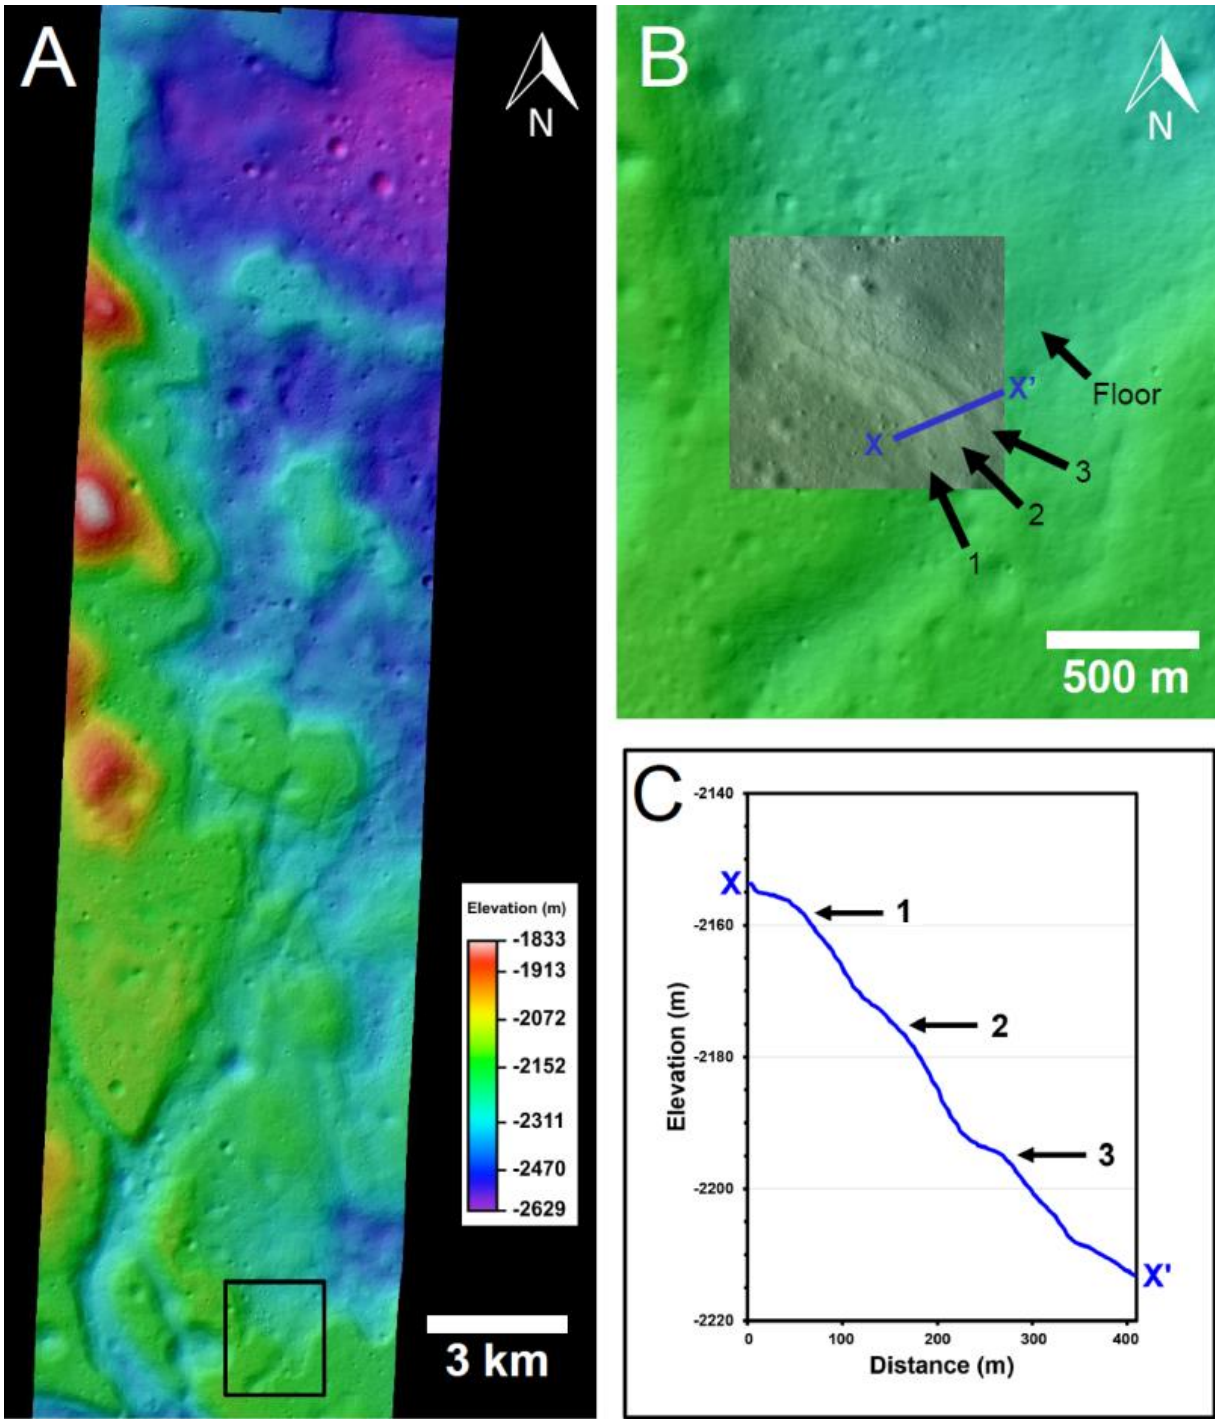 A
N
Elevation (m)
-1833
-1913
-2072
-2152
-2311
-2470
-2629
3 km
B
N
X'
Floor
X
3
2
1
500 m
C
-2140
X
1
-2160
2
Elevation (m)
-2180
3
-2200
X'
-2220
0 100 200 300 400
Distance (m)